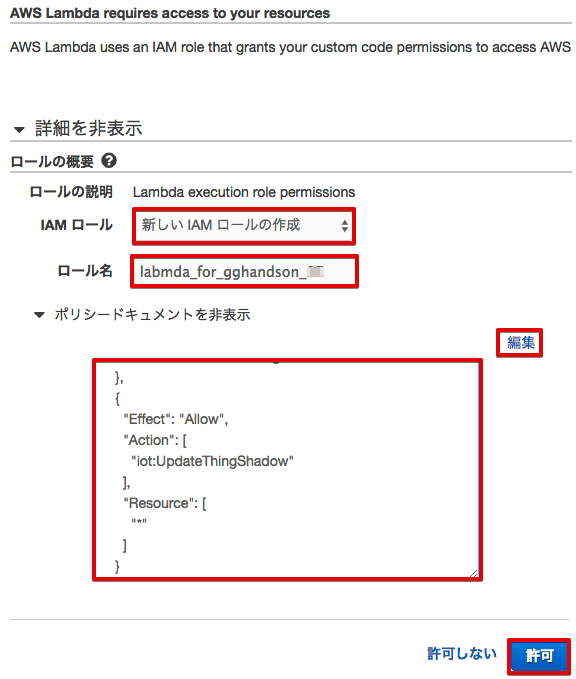 AWS Lambda requires access to your resources
AWS Lambda uses an IAM role that grants your custom code permissions to access AWS
▼ 詳細を非表示
ロールの概要 ?
ロールの説明 Lambda execution role permissions
IAM ロール 新しい IAM ロールの作成
ロール名 labmda_for_gghandson_
▼ ポリシードキュメントを非表示
編集
},
{
"Effect": "Allow",
"Action": [
"iot:UpdateThingShadow"
],
"Resource": [
"*"
]
}
許可しない 許可